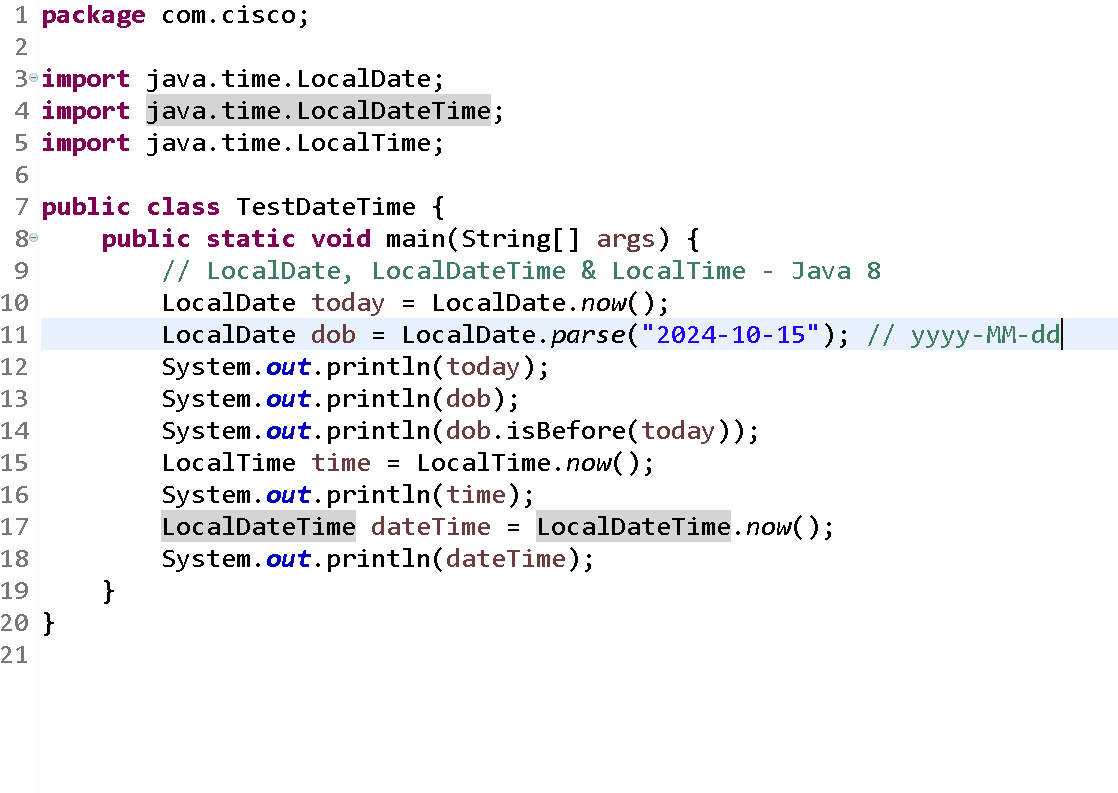 1 package com.cisco;
2
3 import java.time.LocalDate;
4 import java.time.LocalDateTime;
5 import java.time.LocalTime;
6
7 public class TestDateTime {
8     public static void main(String[] args) {
9         // LocalDate, LocalDateTime & LocalTime - Java 8
10         LocalDate today = LocalDate.now();
11         LocalDate dob = LocalDate.parse("2024-10-15"); // yyyy-MM-dd
12         System.out.println(today);
13         System.out.println(dob);
14         System.out.println(dob.isBefore(today));
15         LocalTime time = LocalTime.now();
16         System.out.println(time);
17         LocalDateTime dateTime = LocalDateTime.now();
18         System.out.println(dateTime);
19     }
20 }
21